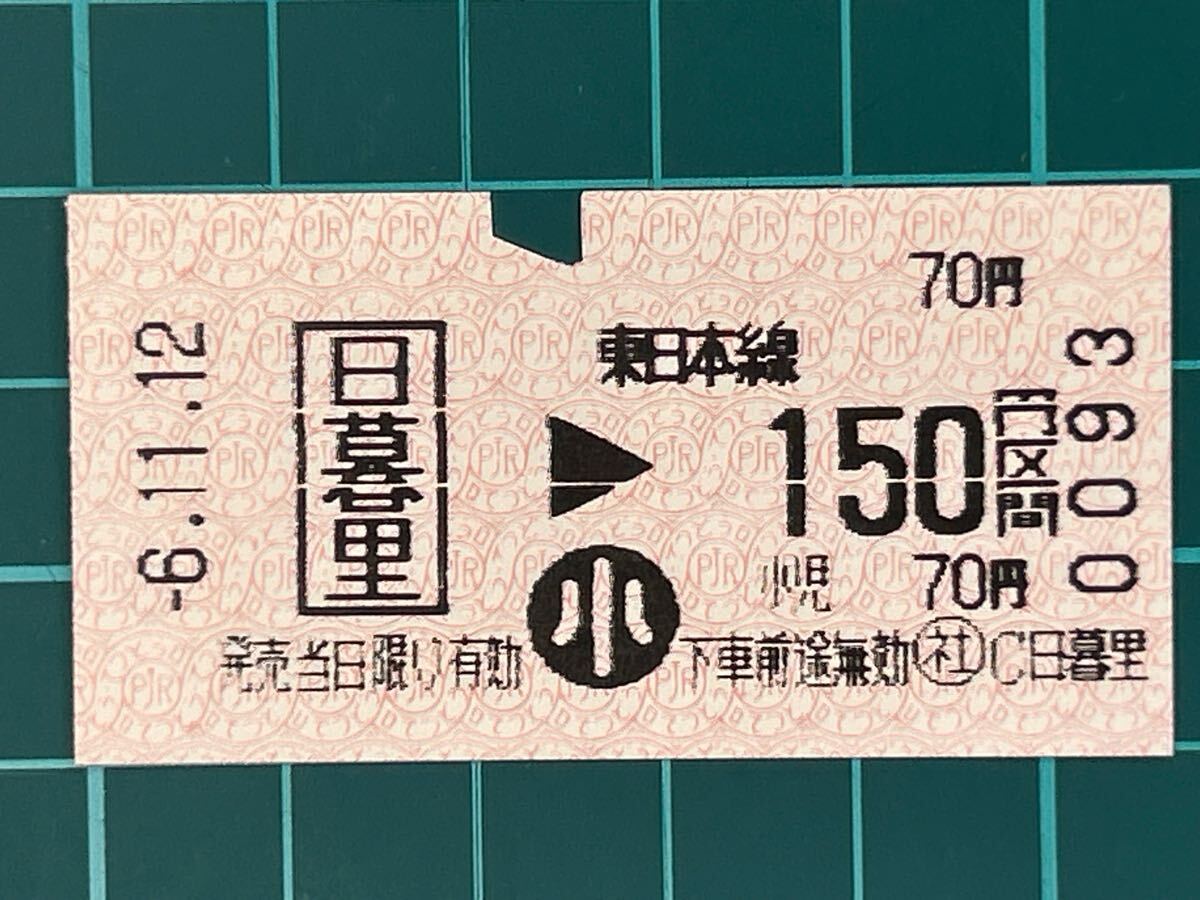 70円
-6.11.12
日暮里
東日本線
150円区間
0093
小
小児 70円
発売当日限り有効 下車前途無効 社 C日暮里